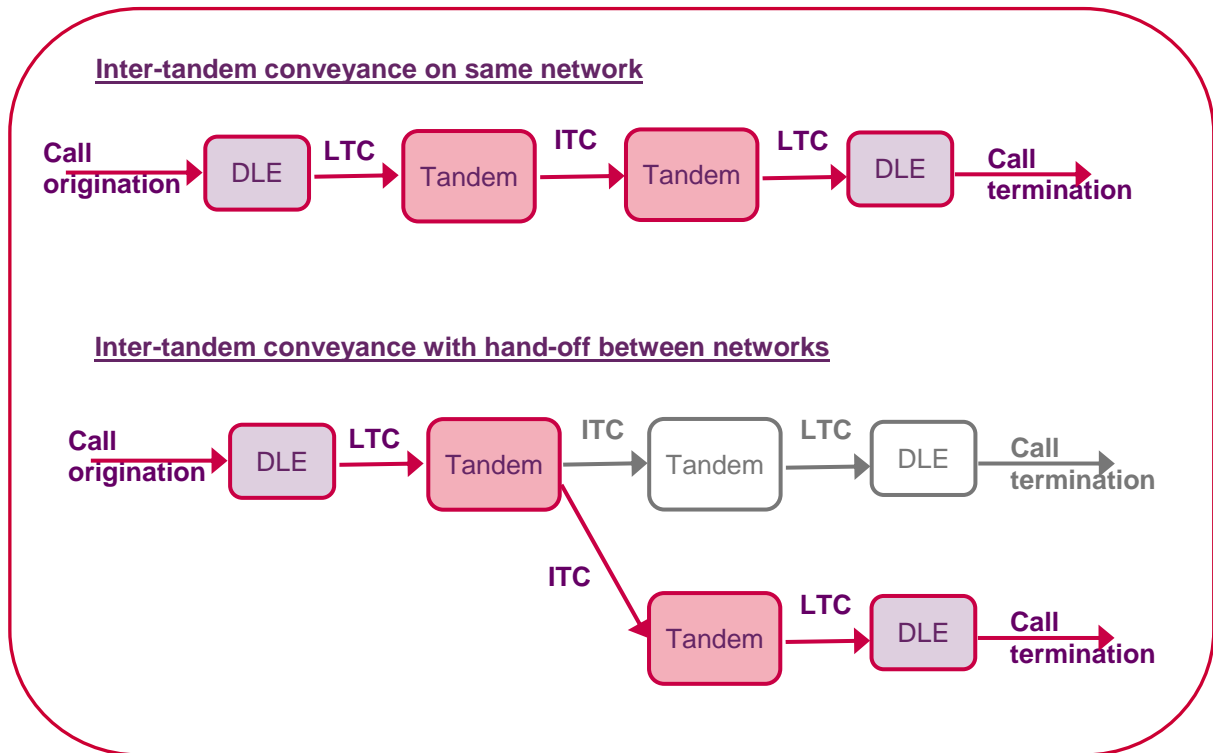 Inter-tandem conveyance on same network
Call
origination
DLE
LTC
Tandem
ITC
Tandem
LTC
DLE
Call
termination
Inter-tandem conveyance with hand-off between networks
Call
origination
DLE
LTC
Tandem
ITC
Tandem
LTC
DLE
Call
termination
ITC
Tandem
LTC
DLE
Call
termination